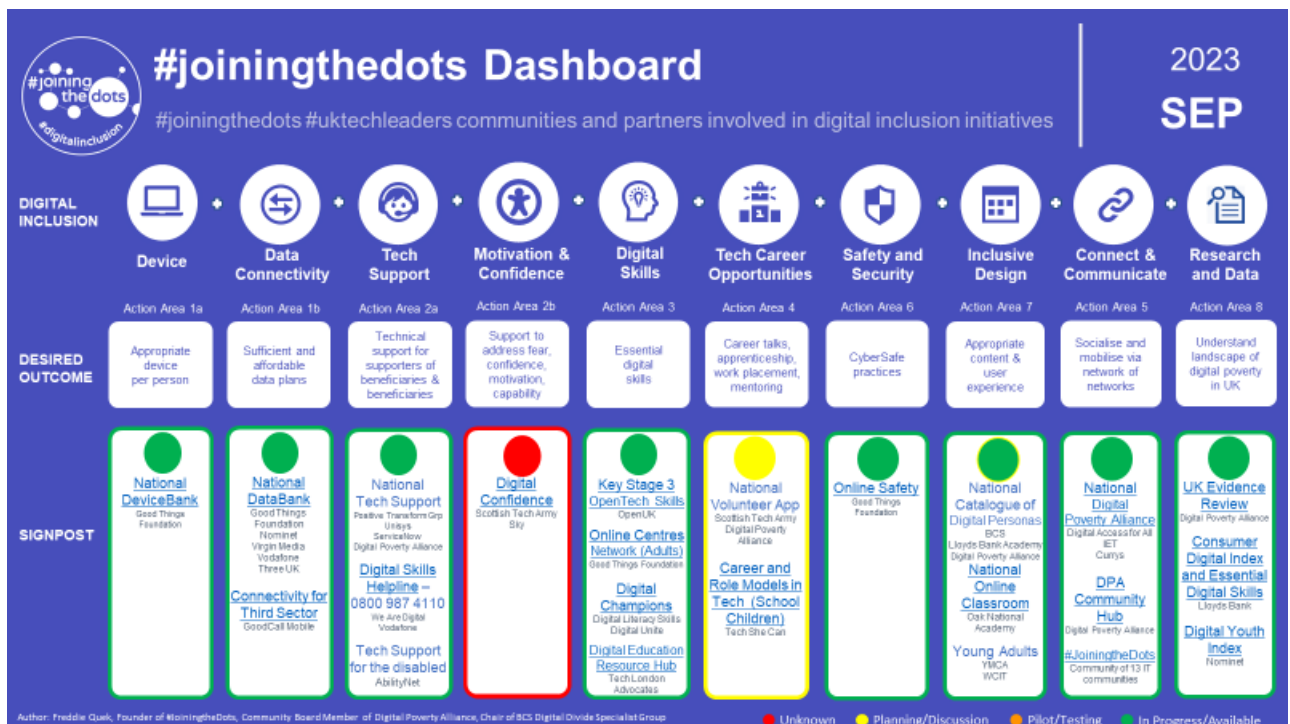 #joining
the dots
#digitalinclusion
#joiningthedots Dashboard
#joiningthedots #uktechleaders communities and partners involved in digital inclusion initiatives
2023
SEP
DIGITAL
INCLUSION
Device
Data
Connectivity
Tech
Support
Motivation &
Confidence
Digital
Skills
Tech Career
Opportunities
Safety and
Security
Inclusive
Design
Connect &
Communicate
Research
and Data
Action Area 1a
Action Area 1b
Action Area 2a
Action Area 2b
Action Area 3
Action Area 4
Action Area 6
Action Area 7
Action Area 5
Action Area 8
DESIRED
OUTCOME
Appropriate
device
per person
Sufficient and
affordable
data plans
Technical
support for
supporters of
beneficiaries &
beneficiaries
Support to
address fear,
confidence,
motivation,
capability
Essential
digital
skills
Career talks,
apprenticeship,
work placement,
mentoring
CyberSafe
practices
Appropriate
content &
user
experience
Socialise and
mobilise via
network of
networks
Understand
landscape of
digital poverty
in UK
SIGNPOST
National
DeviceBank
Good Things
Foundation
National
DataBank
Good Things
Foundation
Nominet
Virgin Media
Vodafone
Three UK
Connectivity for
Third Sector
GoodCall Mobile
National
Tech Support
Positive Transform Grp
Unisys
ServiceNow
Digital Poverty Alliance
Digital Skills
Helpline –
0800 987 4110
We Are Digital
Vodafone
Tech Support
for the disabled
AbilityNet
Digital
Confidence
Scottish Tech Army
Sky
Key Stage 3
OpenTech Skills
OpenUK
Online Centres
Network (Adults)
Good Things Foundation
Digital
Champions
Digital Literacy Skills
Digital Unite
Digital Education
Resource Hub
Tech London
Advocates
National
Volunteer App
Scottish Tech Army
Digital Poverty
Alliance
Career and
Role Models in
Tech (School
Children)
Tech She Can
Online Safety
Good Things
Foundation
National
Catalogue of
Digital Personas
BCS
Lloyds Bank Academy
Digital Poverty Alliance
National
Online
Classroom
Oak National
Academy
Young Adults
YMCA
WCIT
National
Digital
Poverty Alliance
Digital Access for All
IET
Currys
DPA
Community
Hub
Digital Poverty Alliance
#JoiningtheDots
Community of 13 IT
communities
UK Evidence
Review
Digital Poverty Alliance
Consumer
Digital Index
and Essential
Digital Skills
Lloyds Bank
Digital Youth
Index
Nominet
Author: Freddie Quek, Founder of #JoiningtheDots, Community Board Member of Digital Poverty Alliance, Chair of BCS Digital Divide Specialist Group
Unknown
Planning/Discussion
Pilot/Testing
In Progress/Available